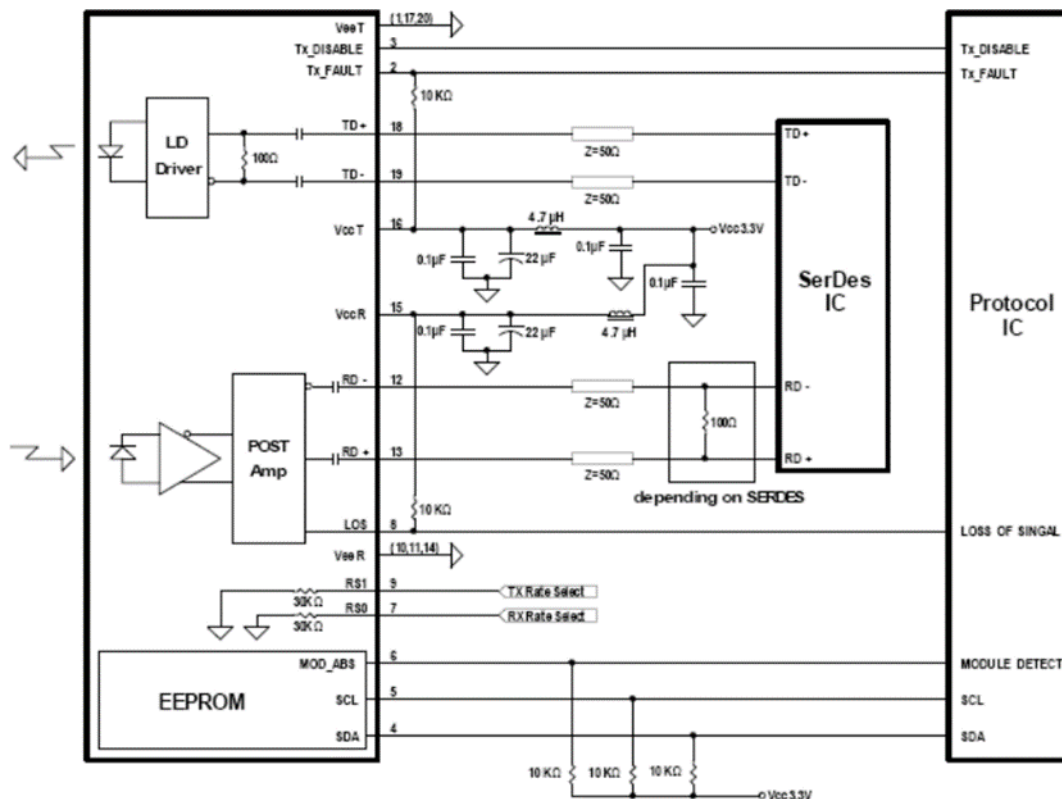 VeeT (1,17,20)
Tx_DISABLE 3 Tx_DISABLE
Tx_FAULT 2 Tx_FAULT
10 KΩ
LD
Driver
100Ω
TD+ 18 Z=50Ω TD+
TD- 19 Z=50Ω TD-
VccT 16 4.7 μH Vcc3.3V
0.1μF 22 μF 0.1μF 0.1μF
SerDes
IC
Protocol
IC
VccR 15 4.7 μH
0.1μF 22 μF
RD - 12 Z=50Ω RD -
100Ω
POST
Amp
RD + 13 Z=50Ω RD +
depending on SERDES
10 KΩ
LOS 8 LOSS OF SINGAL
VeeR (10,11,14)
RS1 9 TX Rate Select
30KΩ
RS0 7 RX Rate Select
30KΩ
MOD_ABS 6 MODULE DETECT
EEPROM
SCL 5 SCL
SDA 4 SDA
10 KΩ 10 KΩ 10 KΩ
Vcc3.3V